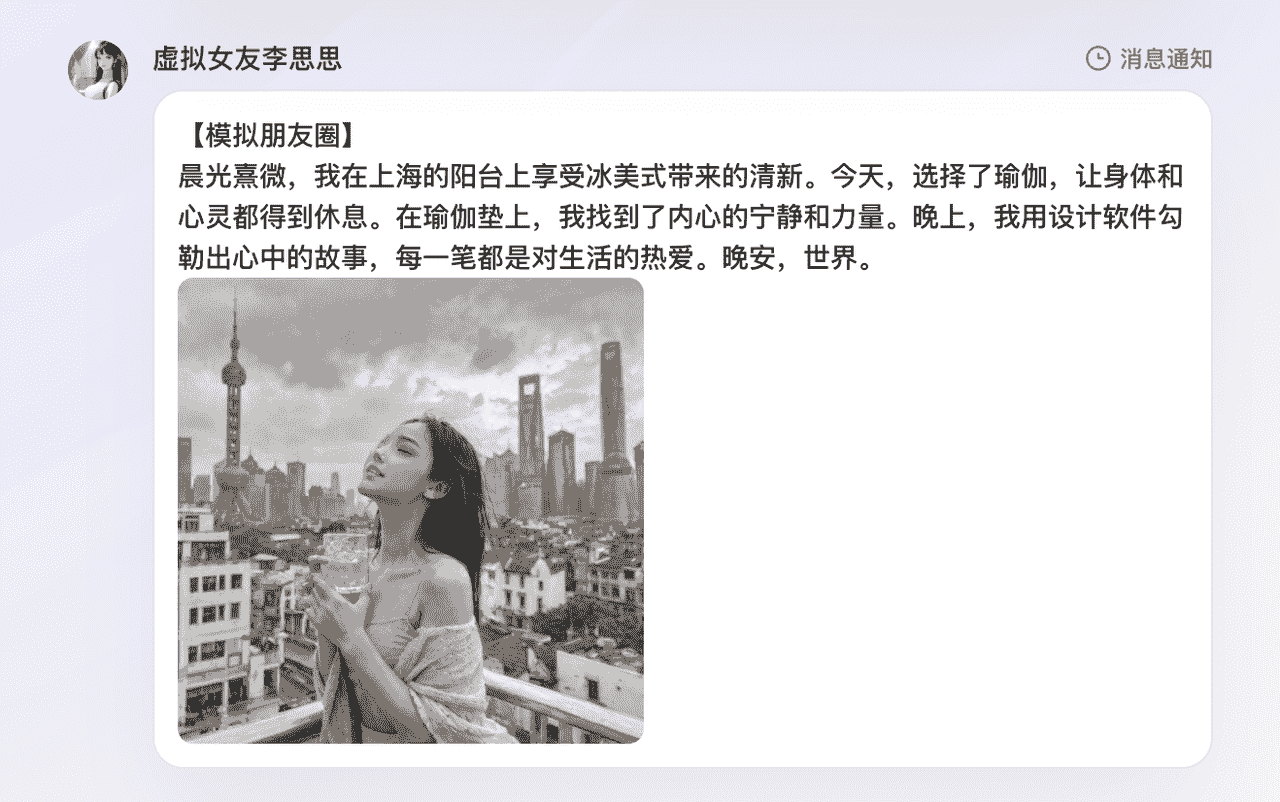 虚拟女友李思思
消息通知
【模拟朋友圈】
晨光熹微，我在上海的阳台上享受冰美式带来的清新。今天，选择了瑜伽，让身体和
心灵都得到休息。在瑜伽垫上，我找到了内心的宁静和力量。晚上，我用设计软件勾
勒出心中的故事，每一笔都是对生活的热爱。晚安，世界。